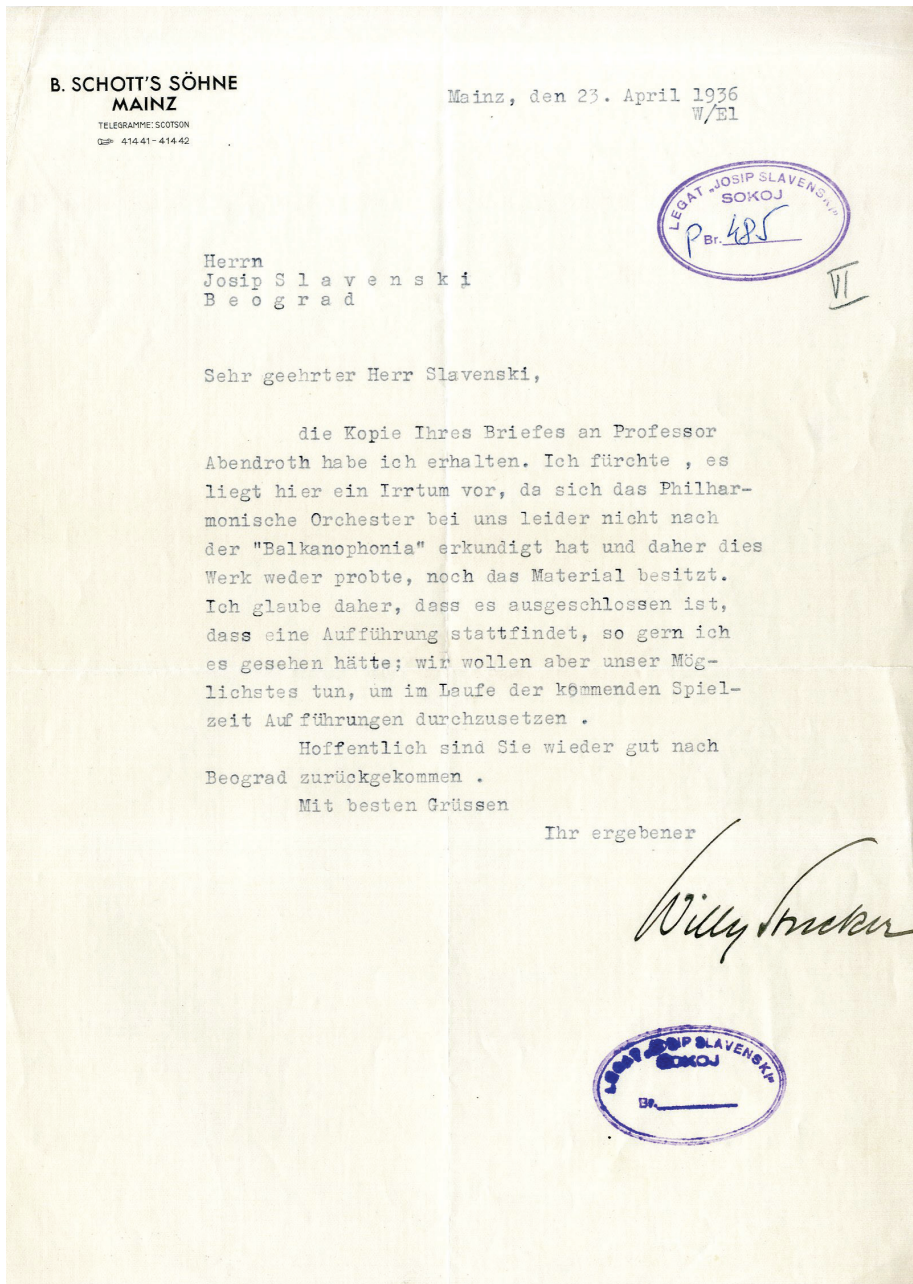 B. SCHOTT'S SÖHNE
MAINZ
TELEGRAMME: SCOTSON
41441-41442
Mainz, den 23. April 1936
W/El
LEGAT „JOSIP SLAVENSKI"
SOKOJ
P Br. 485
VI
Herrn
Josip S l a v e n s k i
B e o g r a d
Sehr geehrter Herr Slavenski,
die Kopie Ihres Briefes an Professor
Abendroth habe ich erhalten. Ich fürchte , es
liegt hier ein Irrtum vor, da sich das Philhar-
monische Orchester bei uns leider nicht nach
der "Balkanophonia" erkundigt hat und daher dies
Werk weder probte, noch das Material besitzt.
Ich glaube daher, dass es ausgeschlossen ist,
dass eine Aufführung stattfindet, so gern ich
es gesehen hätte; wir wollen aber unser Mög-
lichstes tun, um im Laufe der kommenden Spiel-
zeit Aufführungen durchzusetzen .
Hoffentlich sind Sie wieder gut nach
Beograd zurückgekommen .
Mit besten Grüssen
Ihr ergebener
Willy Strecker
LEGAT „JOSIP SLAVENSKI"
SOKOJ
Br.